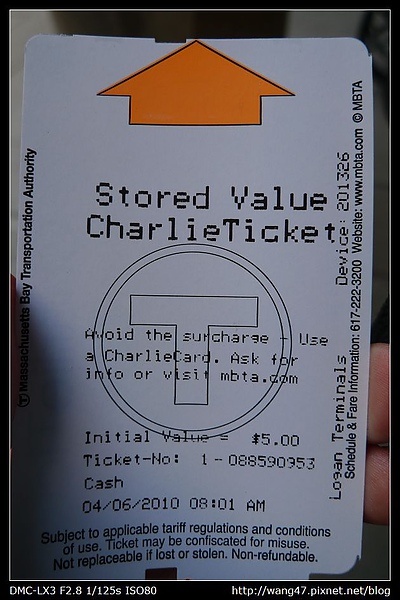 Stored Value
CharlieTicket
T
Avoid the surcharge - Use
a CharlieCard. Ask for
info or visit mbta.com
Initial Value = $5.00
Ticket-No: 1-088590953
Cash
04/06/2010 08:01 AM
Subject to applicable tariff regulations and conditions
of use. Ticket may be confiscated for misuse.
Not replaceable if lost or stolen. Non-refundable.
T Massachusetts Bay Transportation Authority
Logan Terminals Device: 201326
Schedule & Fare Information: 617-222-3200 Website: www.mbta.com © MBTA
DMC-LX3 F2.8 1/125s ISO80
http://wang47.pixnet.net/blog